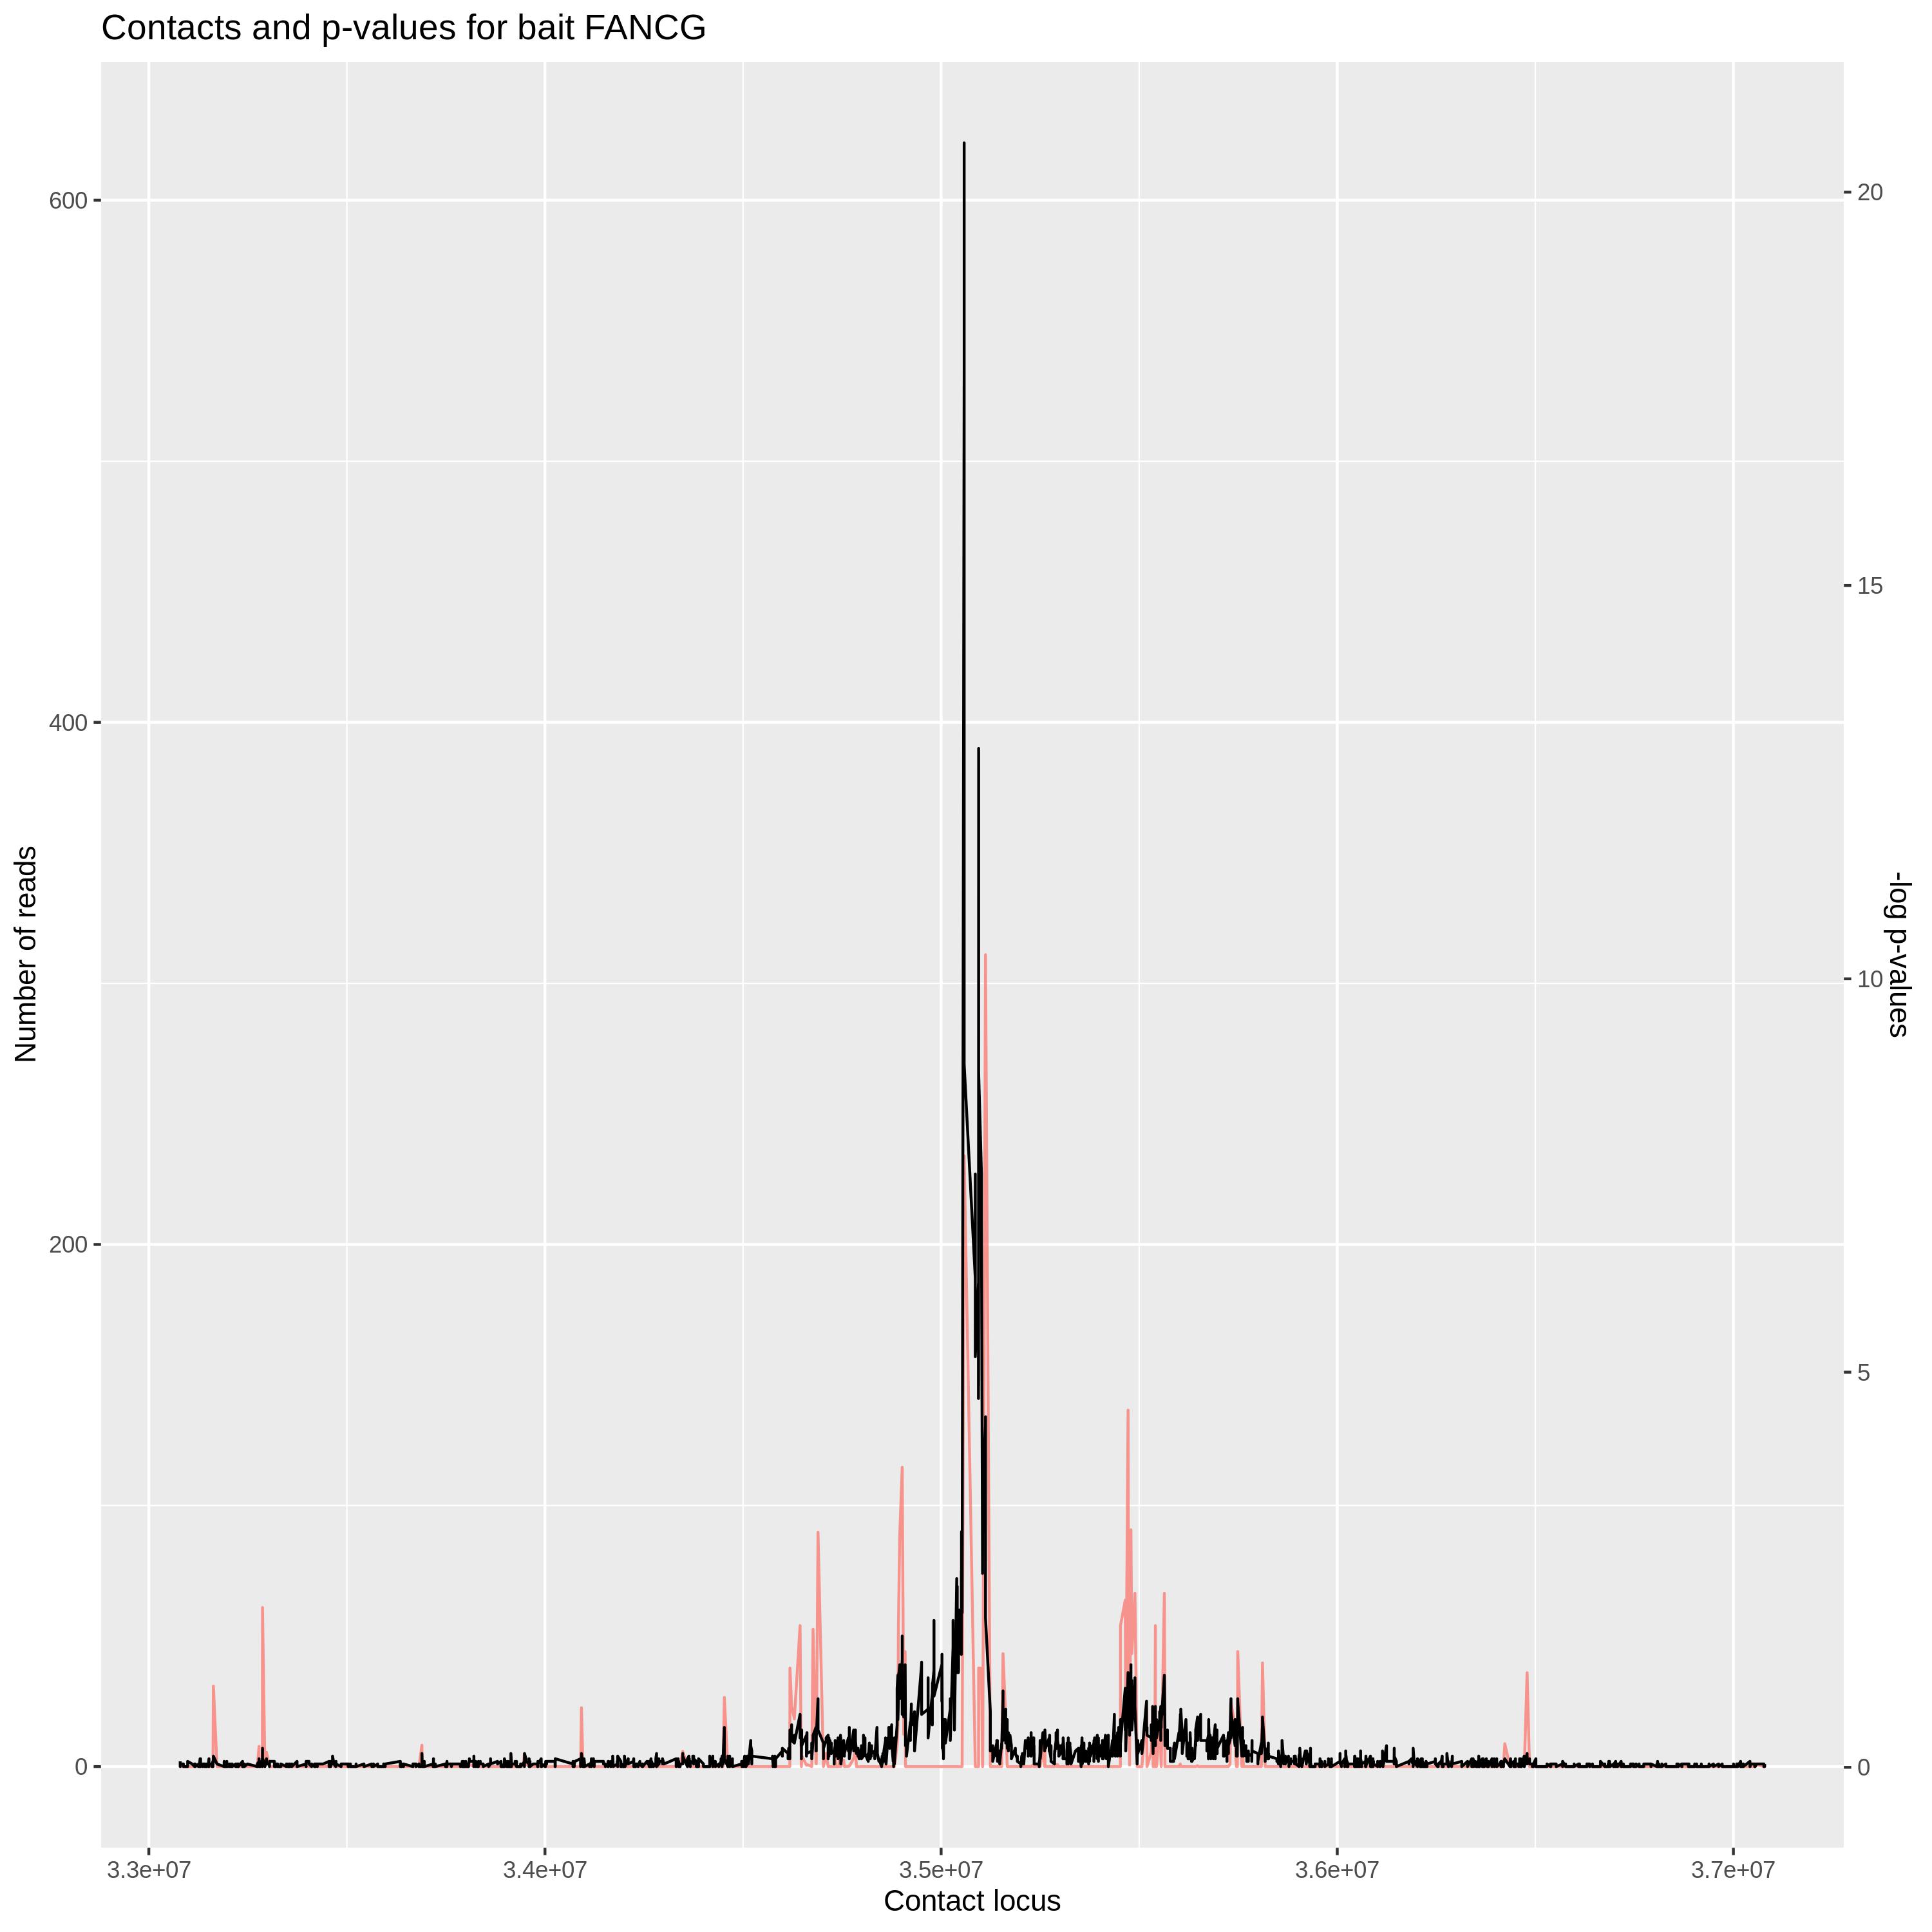 Contacts and p-values for bait FANCG
600
400
200
0
Number of reads
20
15
10
5
0
-log p-values
3.3e+07
3.4e+07
3.5e+07
3.6e+07
3.7e+07
Contact locus